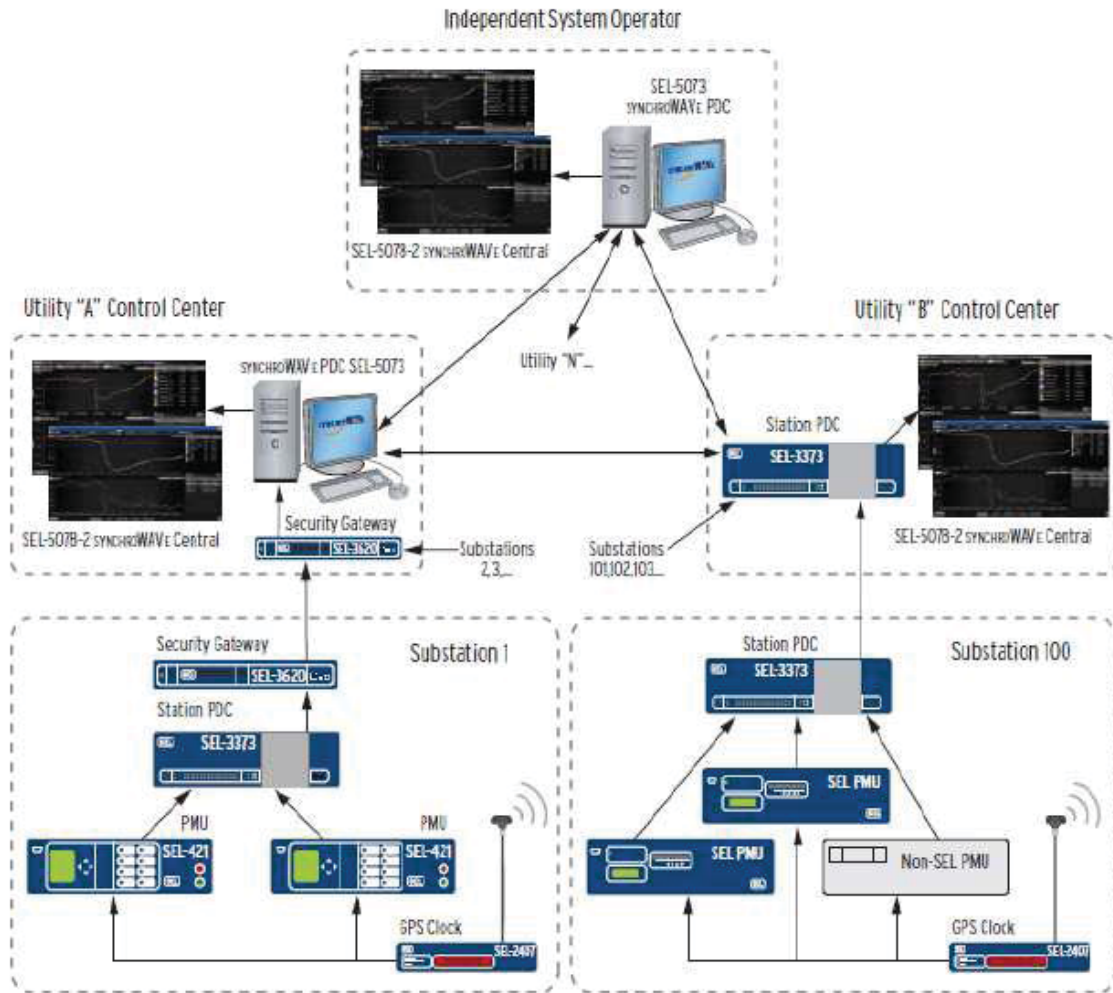 Independent System Operator
SEL-5073
SYNCHROWAVE PDC
SEL-5078-2 SYNCHROWAVE Central
Utility "A" Control Center
Utility "B" Control Center
SYNCHROWAVE PDC SEL-5073
Utility "N"...
Station PDC
SEL-3373
SEL-5078-2 SYNCHROWAVE Central
Security Gateway
SEL-3620
Substations
2,3,...
Substations
101,102,103...
SEL-5078-2 SYNCHROWAVE Central
Substation 1
Security Gateway
SEL-3620
Station PDC
SEL-3373
PMU
SEL-421
PMU
SEL-421
GPS Clock
SEL-2407
Substation 100
Station PDC
SEL-3373
SEL PMU
SEL PMU
Non-SEL PMU
GPS Clock
SEL-2407